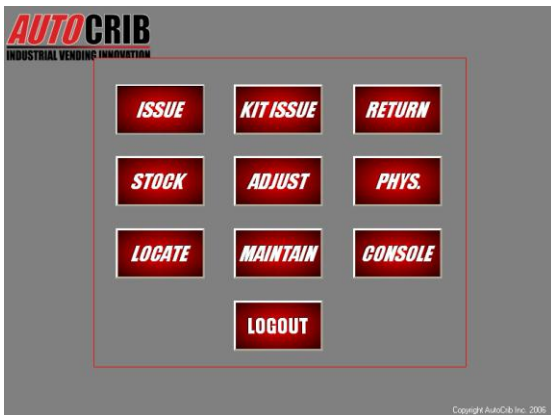 AUTOCRIB
INDUSTRIAL VENDING INNOVATION
ISSUE KIT ISSUE RETURN
STOCK ADJUST PHYS.
LOCATE MAINTAIN CONSOLE
LOGOUT
Copyright AutoCrib Inc. 2006